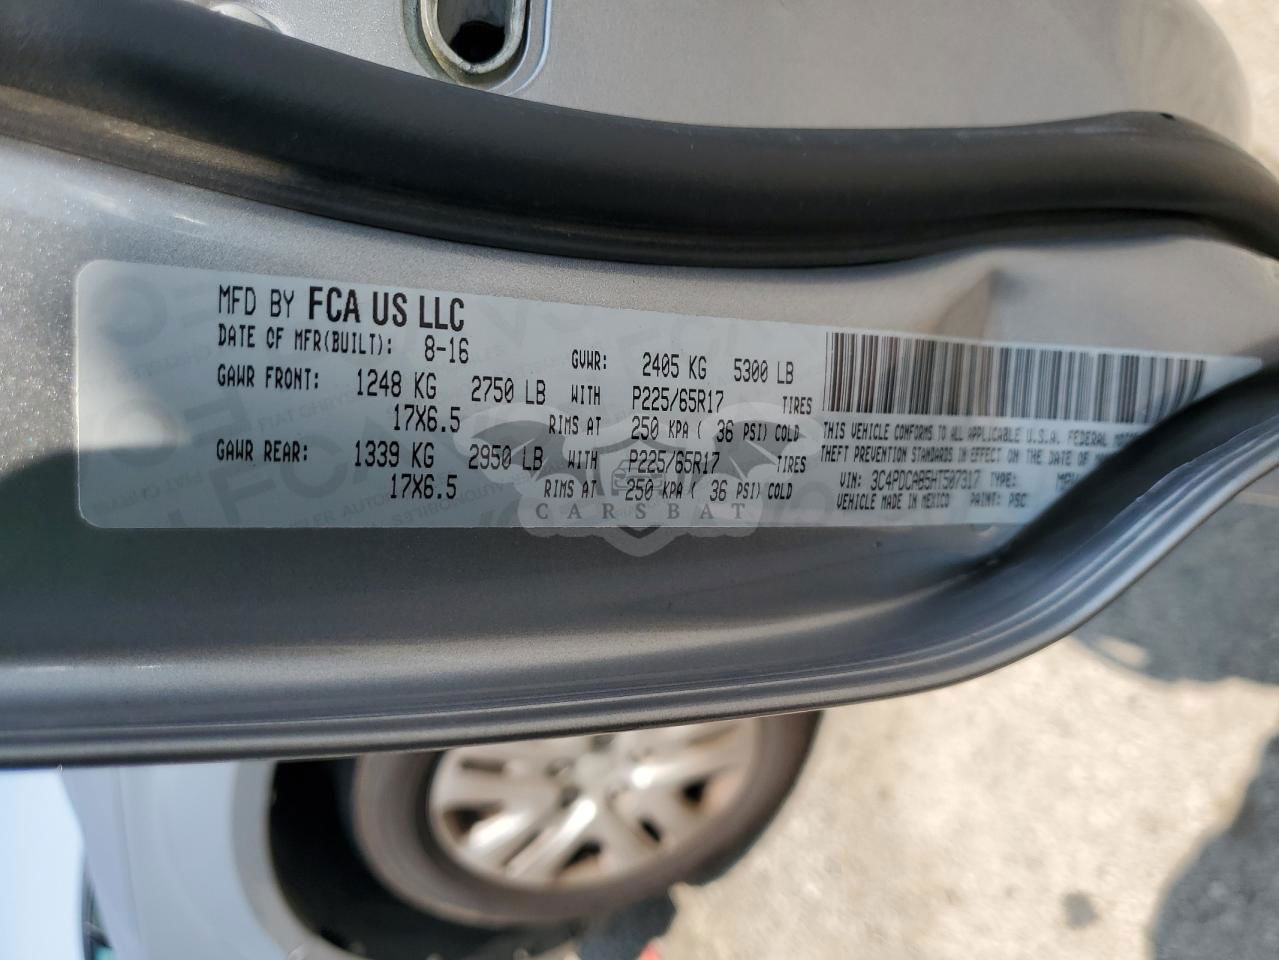 MFD BY FCA US LLC
DATE OF MFR(BUILT): 8-16 GVWR: 2405 KG 5300 LB
GAWR FRONT: 1248 KG 2750 LB WITH P225/65R17 TIRES
17X6.5 RIMS AT 250 KPA ( 36 PSI) COLD
GAWR REAR: 1339 KG 2950 LB WITH P225/65R17 TIRES
17X6.5 RIMS AT 250 KPA ( 36 PSI) COLD
THIS VEHICLE CONFORMS TO ALL APPLICABLE U.S.A. FEDERAL MOTOR
THEFT PREVENTION STANDARDS IN EFFECT ON THE DATE OF
VIN: 3C4PDCAB5HT507317 TYPE:
VEHICLE MADE IN MEXICO PAINT: PSC
CARSBAT